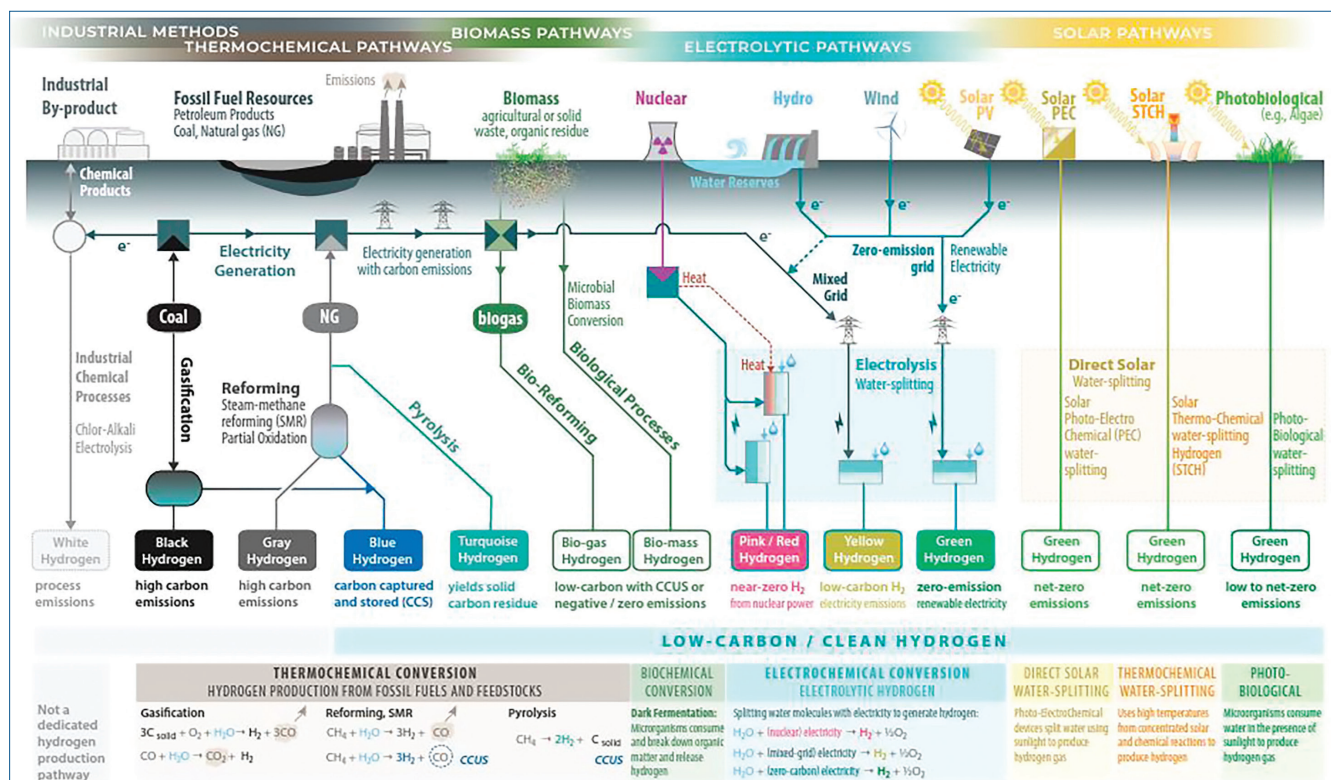 INDUSTRIAL METHODS
THERMOCHEMICAL PATHWAYS
BIOMASS PATHWAYS
ELECTROLYTIC PATHWAYS
SOLAR PATHWAYS
Industrial
By-product
Fossil Fuel Resources
Petroleum Products
Coal, Natural gas (NG)
Emissions
Biomass
agricultural or solid
waste, organic residue
Nuclear
Hydro
Wind
Solar
PV
Solar
PEC
Solar
STCH
Photobiological
(e.g., Algae)
Chemical
Products
Water Reserves
e-
e-
e-
e-
Electricity
Generation
Electricity generation
with carbon emissions
e-
Mixed
Grid
Zero-emission
grid
Renewable
Electricity
e-
Coal
NG
biogas
Microbial
Biomass
Conversion
Heat
Industrial
Chemical
Processes
Chlor-Alkali
Electrolysis
Gasification
Reforming
Steam-methane
reforming (SMR)
Partial Oxidation
Pyrolysis
Bio-Reforming
Biological Processes
Heat
Electrolysis
Water-splitting
Direct Solar
Water-splitting
Solar
Photo-Electro
Chemical (PEC)
water-
splitting
Solar
Thermo-Chemical
water-splitting
Hydrogen
(STCH)
Photo-
Biological
water-
splitting
White
Hydrogen
process
emissions
Black
Hydrogen
high carbon
emissions
Gray
Hydrogen
high carbon
emissions
Blue
Hydrogen
carbon captured
and stored (CCS)
Turquoise
Hydrogen
yields solid
carbon residue
Bio-gas
Hydrogen
Bio-mass
Hydrogen
low-carbon with CCUS or
negative / zero emissions
Pink / Red
Hydrogen
near-zero H₂
from nuclear power
Yellow
Hydrogen
low-carbon H₂
electricity emissions
Green
Hydrogen
zero-emission
renewable electricity
Green
Hydrogen
net-zero
emissions
Green
Hydrogen
net-zero
emissions
Green
Hydrogen
low to net-zero
emissions
LOW-CARBON / CLEAN HYDROGEN
Not a
dedicated
hydrogen
production
pathway
THERMOCHEMICAL CONVERSION
HYDROGEN PRODUCTION FROM FOSSIL FUELS AND FEEDSTOCKS
Gasification
3C solid + O₂ + H₂O → H₂ + 3CO
CO + H₂O → CO₂ + H₂
Reforming, SMR
CH₄ + H₂O → 3H₂ + CO
CH₄ + H₂O → 3H₂ + CO CCUS
Pyrolysis
CH₄ → 2H₂ + C solid
CCUS
BIOCHEMICAL
CONVERSION
Dark Fermentation:
Microorganisms consume
and break down organic
matter and release
hydrogen
ELECTROCHEMICAL CONVERSION
ELECTROLYTIC HYDROGEN
Splitting water molecules with electricity to generate hydrogen:
H₂O + (nuclear) electricity → H₂ + ½O₂
H₂O + (mixed-grid) electricity → H₂ + ½O₂
H₂O + (zero-carbon) electricity → H₂ + ½O₂
DIRECT SOLAR
WATER-SPLITTING
Photo-ElectroChemical
devices split water using
sunlight to produce
hydrogen gas
THERMOCHEMICAL
WATER-SPLITTING
Uses high temperatures
from concentrated solar
and chemical reactions to
produce hydrogen
PHOTO-
BIOLOGICAL
Microorganisms consume
water in the presence of
sunlight to produce
hydrogen gas